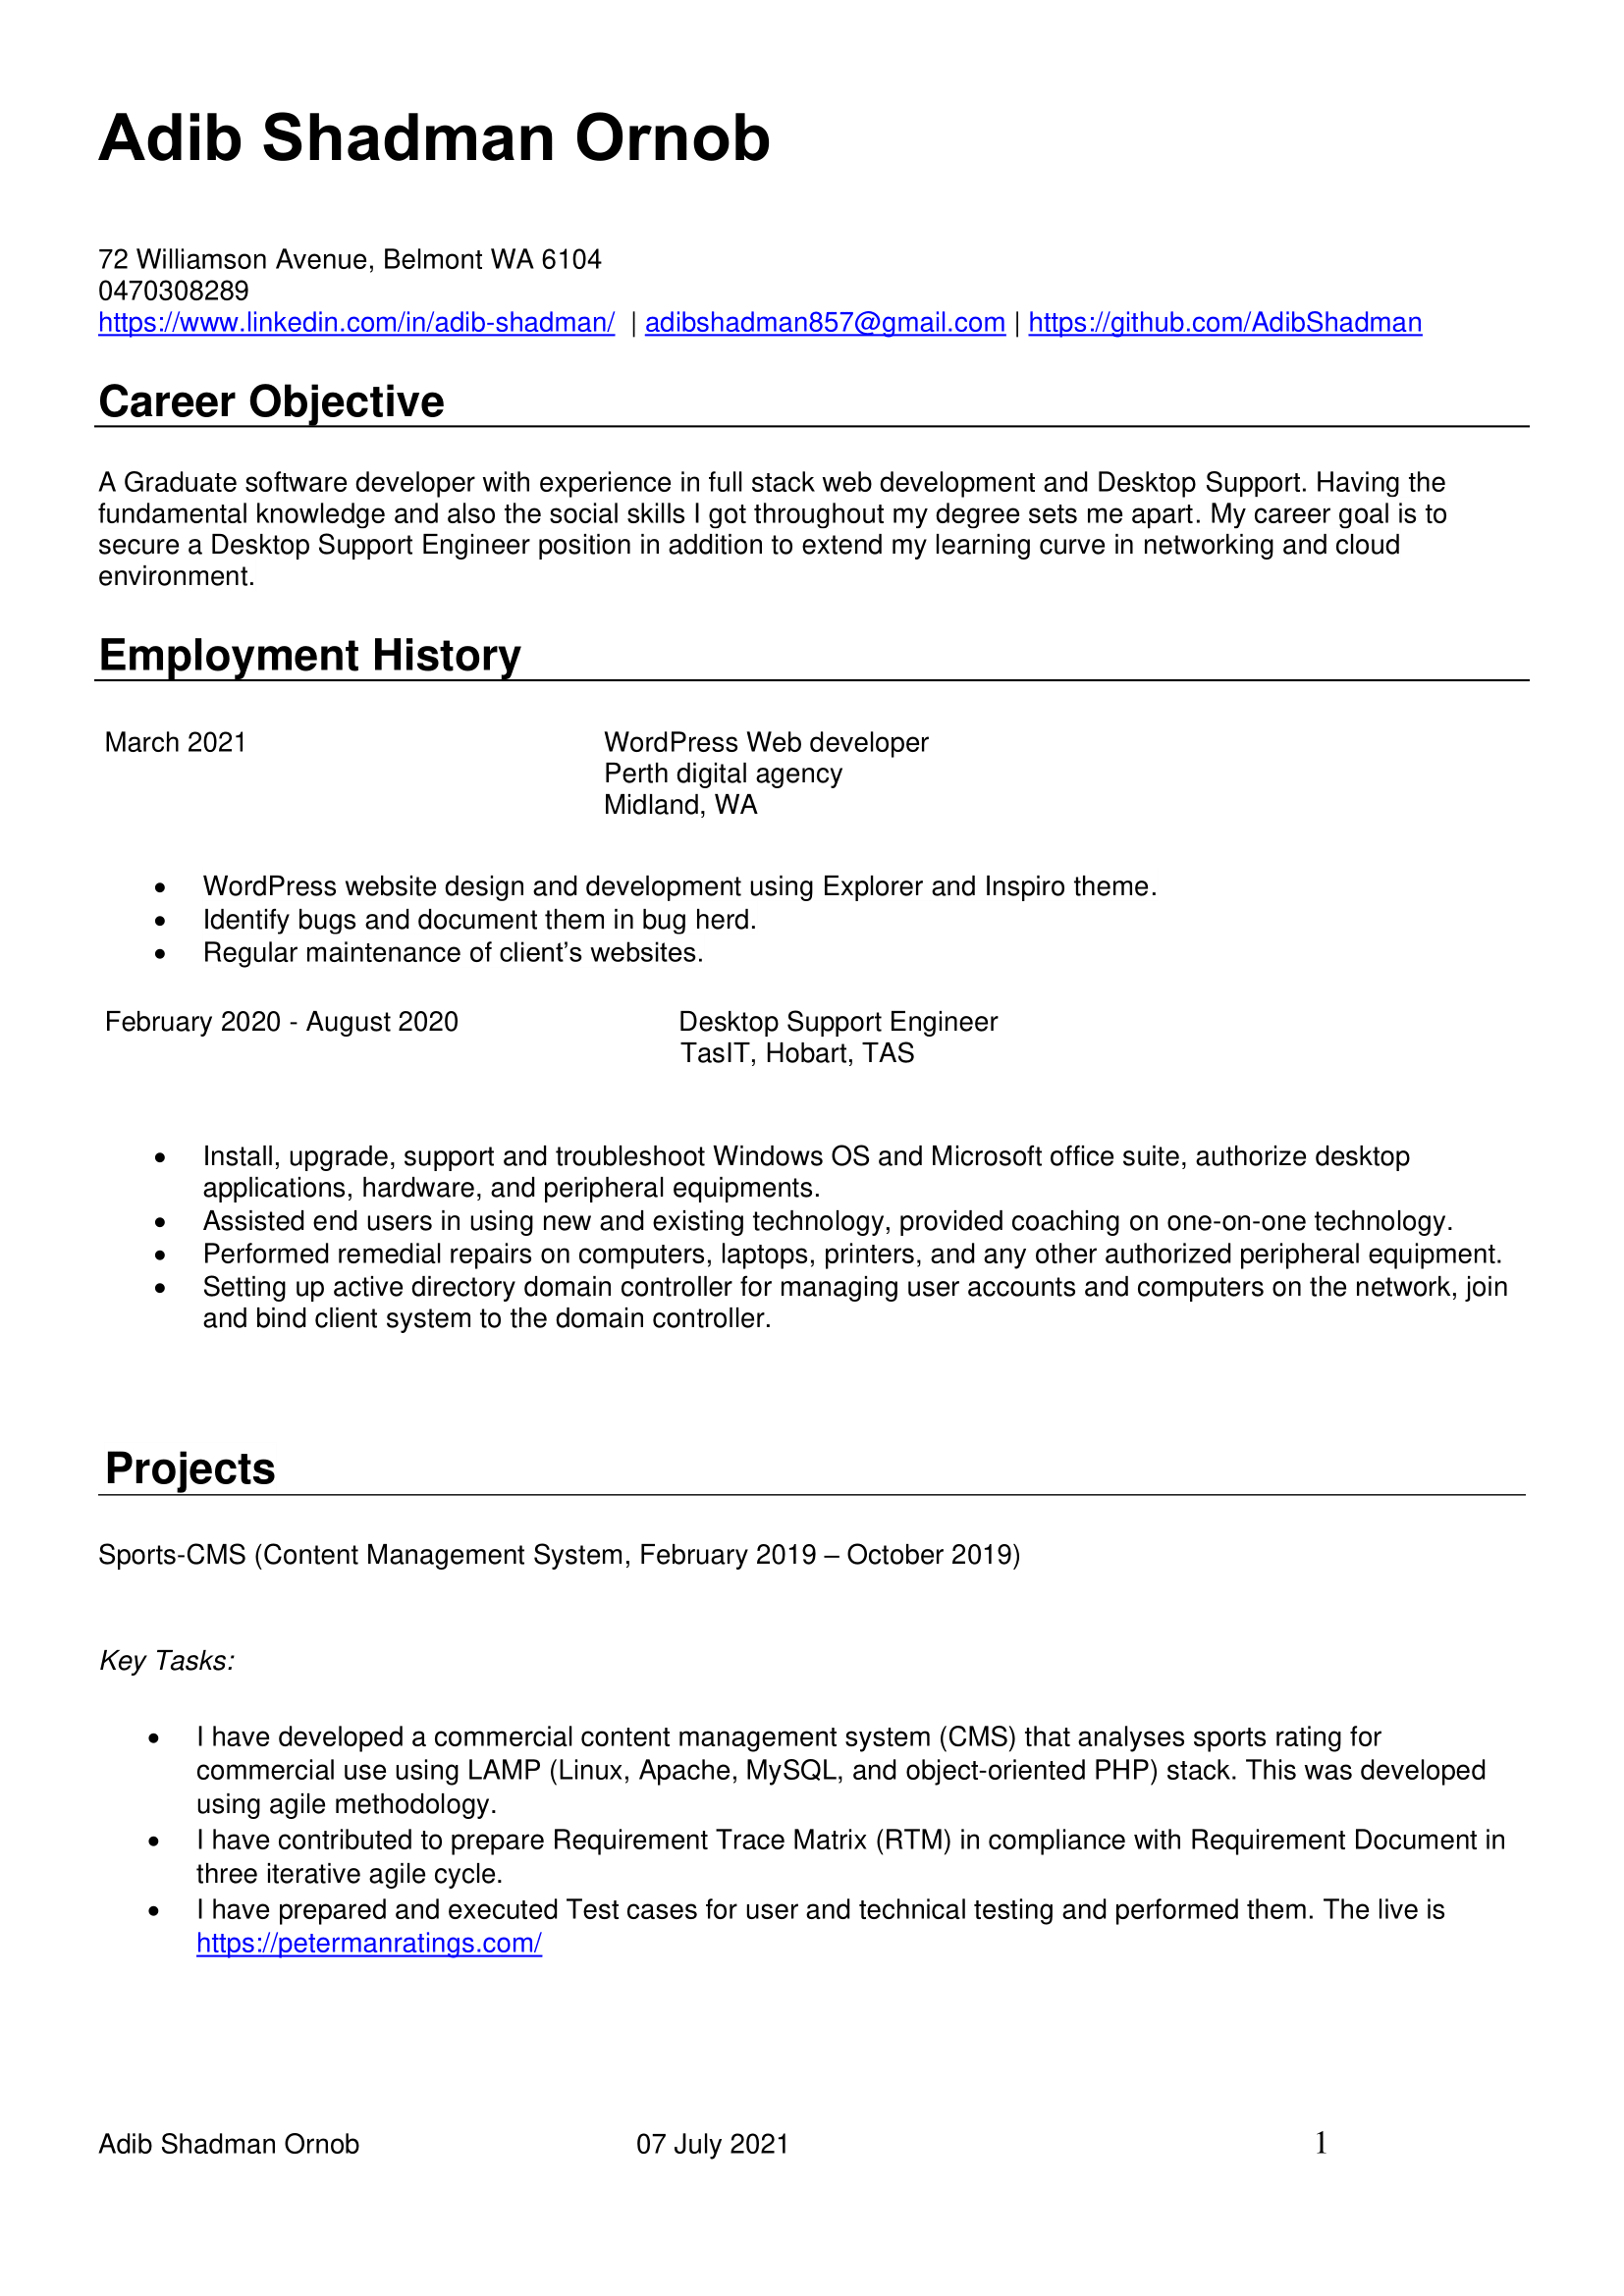 Adib Shadman Ornob
72 Williamson Avenue, Belmont WA 6104
0470308289
https://www.linkedin.com/in/adib-shadman/ | adibshadman857@gmail.com | https://github.com/AdibShadman
Career Objective
A Graduate software developer with experience in full stack web development and Desktop Support. Having the
fundamental knowledge and also the social skills I got throughout my degree sets me apart. My career goal is to
secure a Desktop Support Engineer position in addition to extend my learning curve in networking and cloud
environment.
Employment History
March 2021 WordPress Web developer
Perth digital agency
Midland, WA
• WordPress website design and development using Explorer and Inspiro theme.
• Identify bugs and document them in bug herd.
• Regular maintenance of client’s websites.
February 2020 - August 2020 Desktop Support Engineer
TasIT, Hobart, TAS
• Install, upgrade, support and troubleshoot Windows OS and Microsoft office suite, authorize desktop
applications, hardware, and peripheral equipments.
• Assisted end users in using new and existing technology, provided coaching on one-on-one technology.
• Performed remedial repairs on computers, laptops, printers, and any other authorized peripheral equipment.
• Setting up active directory domain controller for managing user accounts and computers on the network, join
and bind client system to the domain controller.
Projects
Sports-CMS (Content Management System, February 2019 – October 2019)
Key Tasks:
• I have developed a commercial content management system (CMS) that analyses sports rating for
commercial use using LAMP (Linux, Apache, MySQL, and object-oriented PHP) stack. This was developed
using agile methodology.
• I have contributed to prepare Requirement Trace Matrix (RTM) in compliance with Requirement Document in
three iterative agile cycle.
• I have prepared and executed Test cases for user and technical testing and performed them. The live is
https://petermanratings.com/
Adib Shadman Ornob 07 July 2021 1